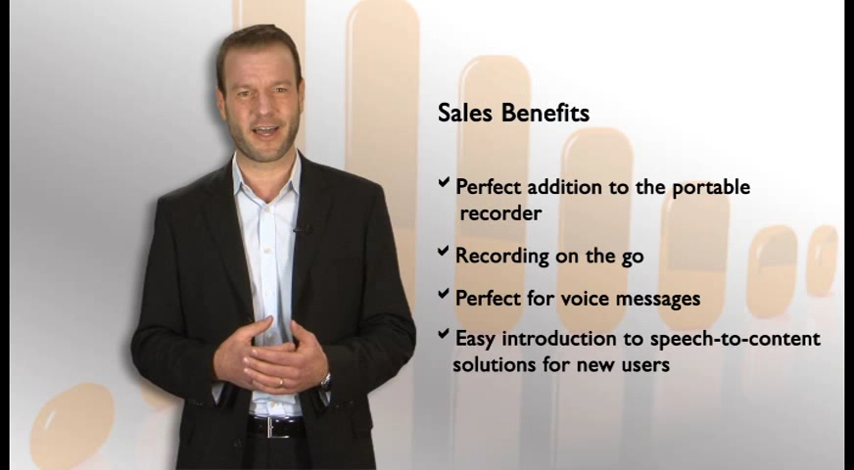 Sales Benefits
Perfect addition to the portable
recorder
Recording on the go
Perfect for voice messages
Easy introduction to speech-to-content
solutions for new users